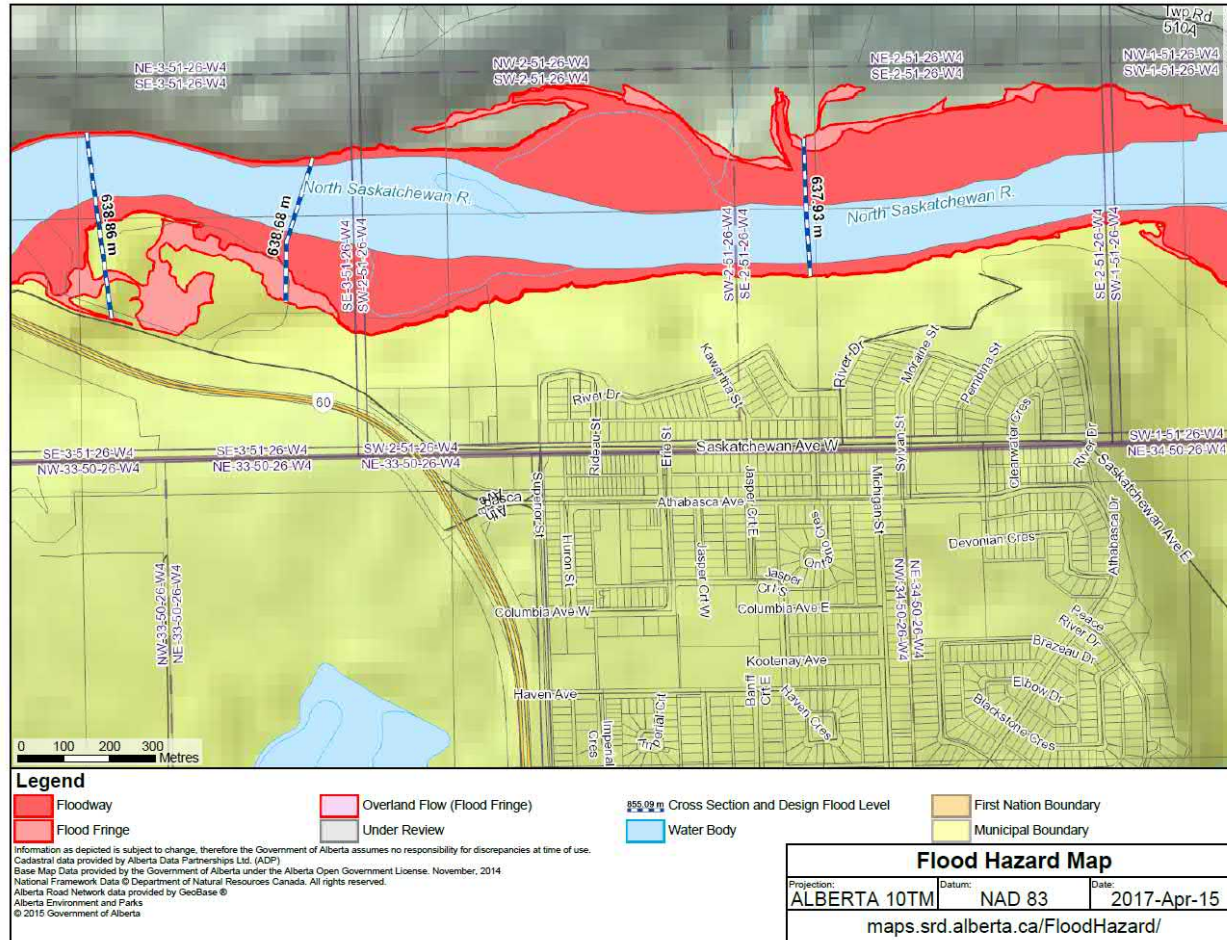 Twp Rd
510A
NE-3-51-26-W4
SE-3-51-26-W4
NW-2-51-26-W4
SW-2-51-26-W4
NE-2-51-26-W4
SE-2-51-26-W4
NW-1-51-26-W4
SW-1-51-26-W4
638.86 m
638.68 m
North Saskatchewan R.
637.93 m
North Saskatchewan R.
SE-3-51-26-W4
SW-2-51-26-W4
SW-2-51-26-W4
SE-2-51-26-W4
SE-2-51-26-W4
SW-1-51-26-W4
60
River Dr
Kawartha St
River Dr
Moraine St
Pembina St
Rideau St
Erie St
Sylvan St
Clearwater Cres
River Dr
SE-3-51-26-W4
NW-33-50-26-W4
SE-3-51-26-W4
NE-33-50-26-W4
SW-2-51-26-W4
NE-33-50-26-W4
Saskatchewan Ave W
SW-1-51-26-W4
NE-34-50-26-W4
Saskatchewan Ave E
Superior St
Athabasca Ave
Jasper Crt E
Michigan St
Huron St
Jasper Crt W
Devonian Cres
Athabasca Dr
Jasper
Crt S
NW-33-50-26-W4
NE-33-50-26-W4
NW-34-50-26-W4
NE-34-50-26-W4
Columbia Ave W
Columbia Ave E
Peace
River Dr
Brazeau Dr
Kootenay Ave
Elbow Dr
Haven Ave
Banff
Crt E
Haven Cres
Blackstone Cres
Imperial
Cres
0 100 200 300
Metres
Legend
Floodway
Overland Flow (Flood Fringe)
855.09 m Cross Section and Design Flood Level
First Nation Boundary
Flood Fringe
Under Review
Water Body
Municipal Boundary
Information as depicted is subject to change, therefore the Government of Alberta assumes no responsibility for discrepancies at time of use.
Cadastral data provided by Alberta Data Partnerships Ltd. (ADP)
Base Map Data provided by the Government of Alberta under the Alberta Open Government License. November, 2014
National Framework Data © Department of Natural Resources Canada. All rights reserved.
Alberta Road Network data provided by GeoBase ®
Alberta Environment and Parks
© 2015 Government of Alberta
Flood Hazard Map
Projection: ALBERTA 10TM
Datum: NAD 83
Date: 2017-Apr-15
maps.srd.alberta.ca/FloodHazard/